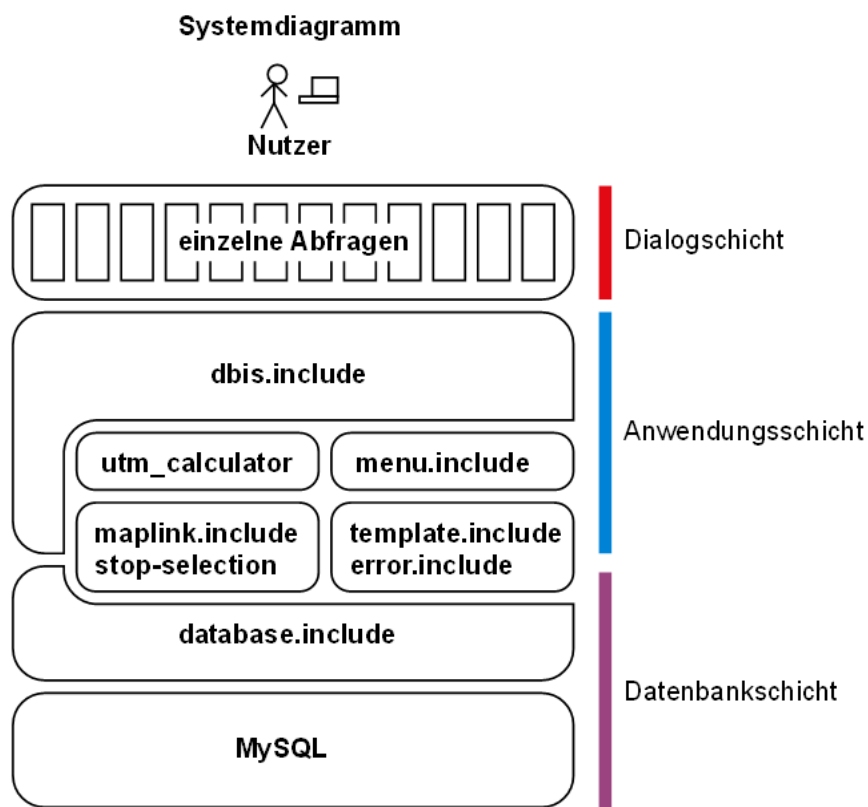 Systemdiagramm
Nutzer
einzelne Abfragen
Dialogschicht
dbis.include
Anwendungsschicht
utm_calculator
menu.include
maplink.include
stop-selection
template.include
error.include
database.include
Datenbankschicht
MySQL